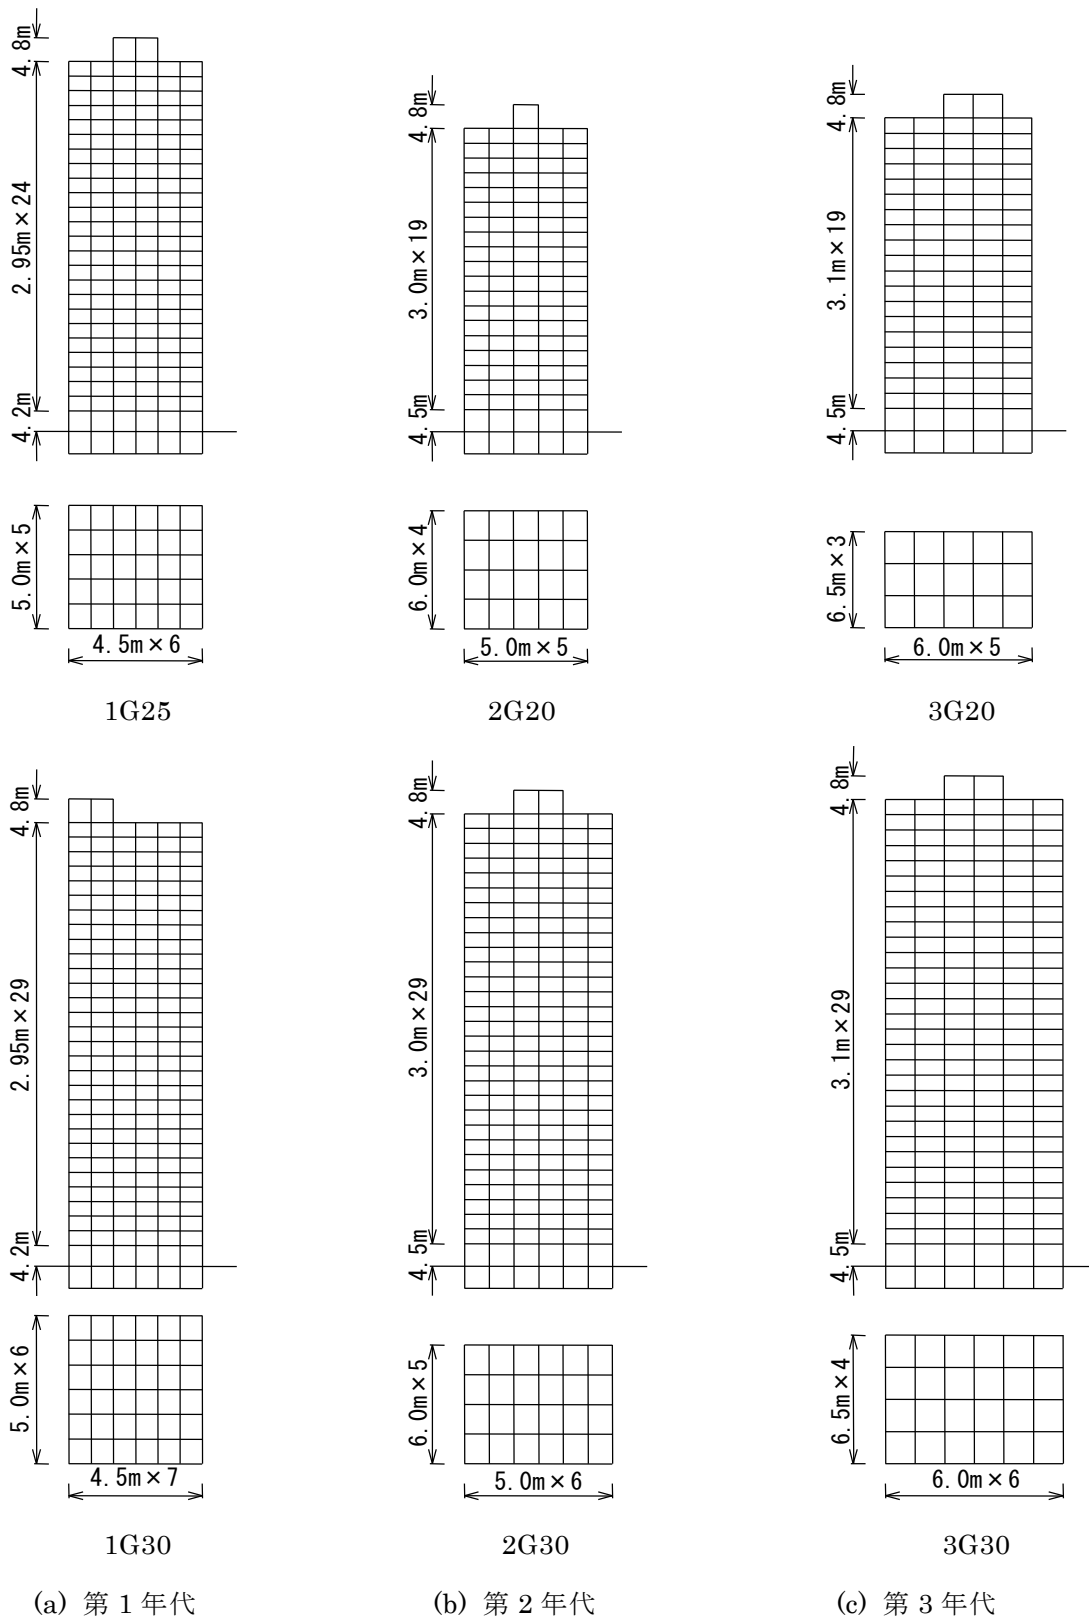 4.8m
2.95m×24
4.2m
5.0m×5
4.5m×6
1G25
4.8m
3.0m×19
4.5m
6.0m×4
5.0m×5
2G20
4.8m
3.1m×19
4.5m
6.5m×3
6.0m×5
3G20
4.8m
2.95m×29
4.2m
5.0m×6
4.5m×7
1G30
4.8m
3.0m×29
4.5m
6.0m×5
5.0m×6
2G30
4.8m
3.1m×29
4.5m
6.5m×4
6.0m×6
3G30
(a) 第 1 年代
(b) 第 2 年代
(c) 第 3 年代